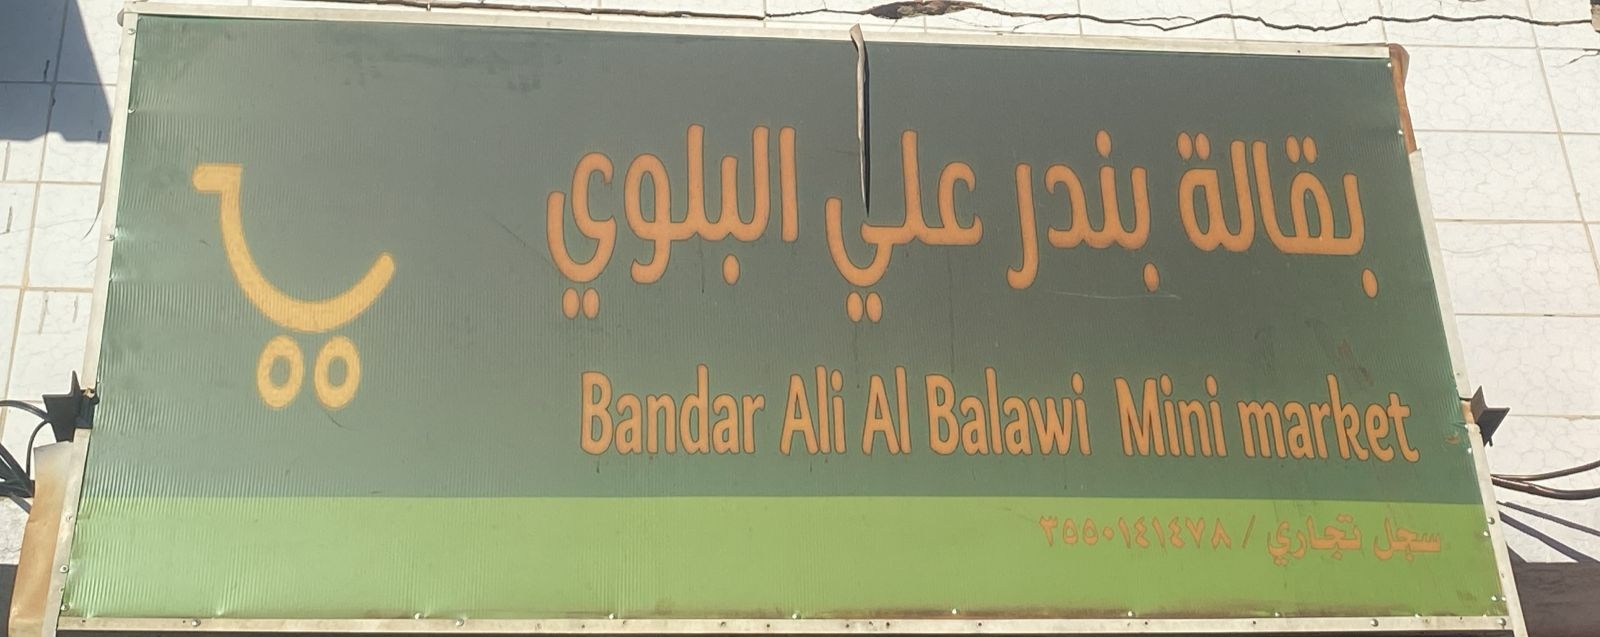 بقالة بندر علي البلوي
Bandar Ali Al Balawi Mini market
سجل تجاري / ٣٥٥٠١٤١٤٧٨